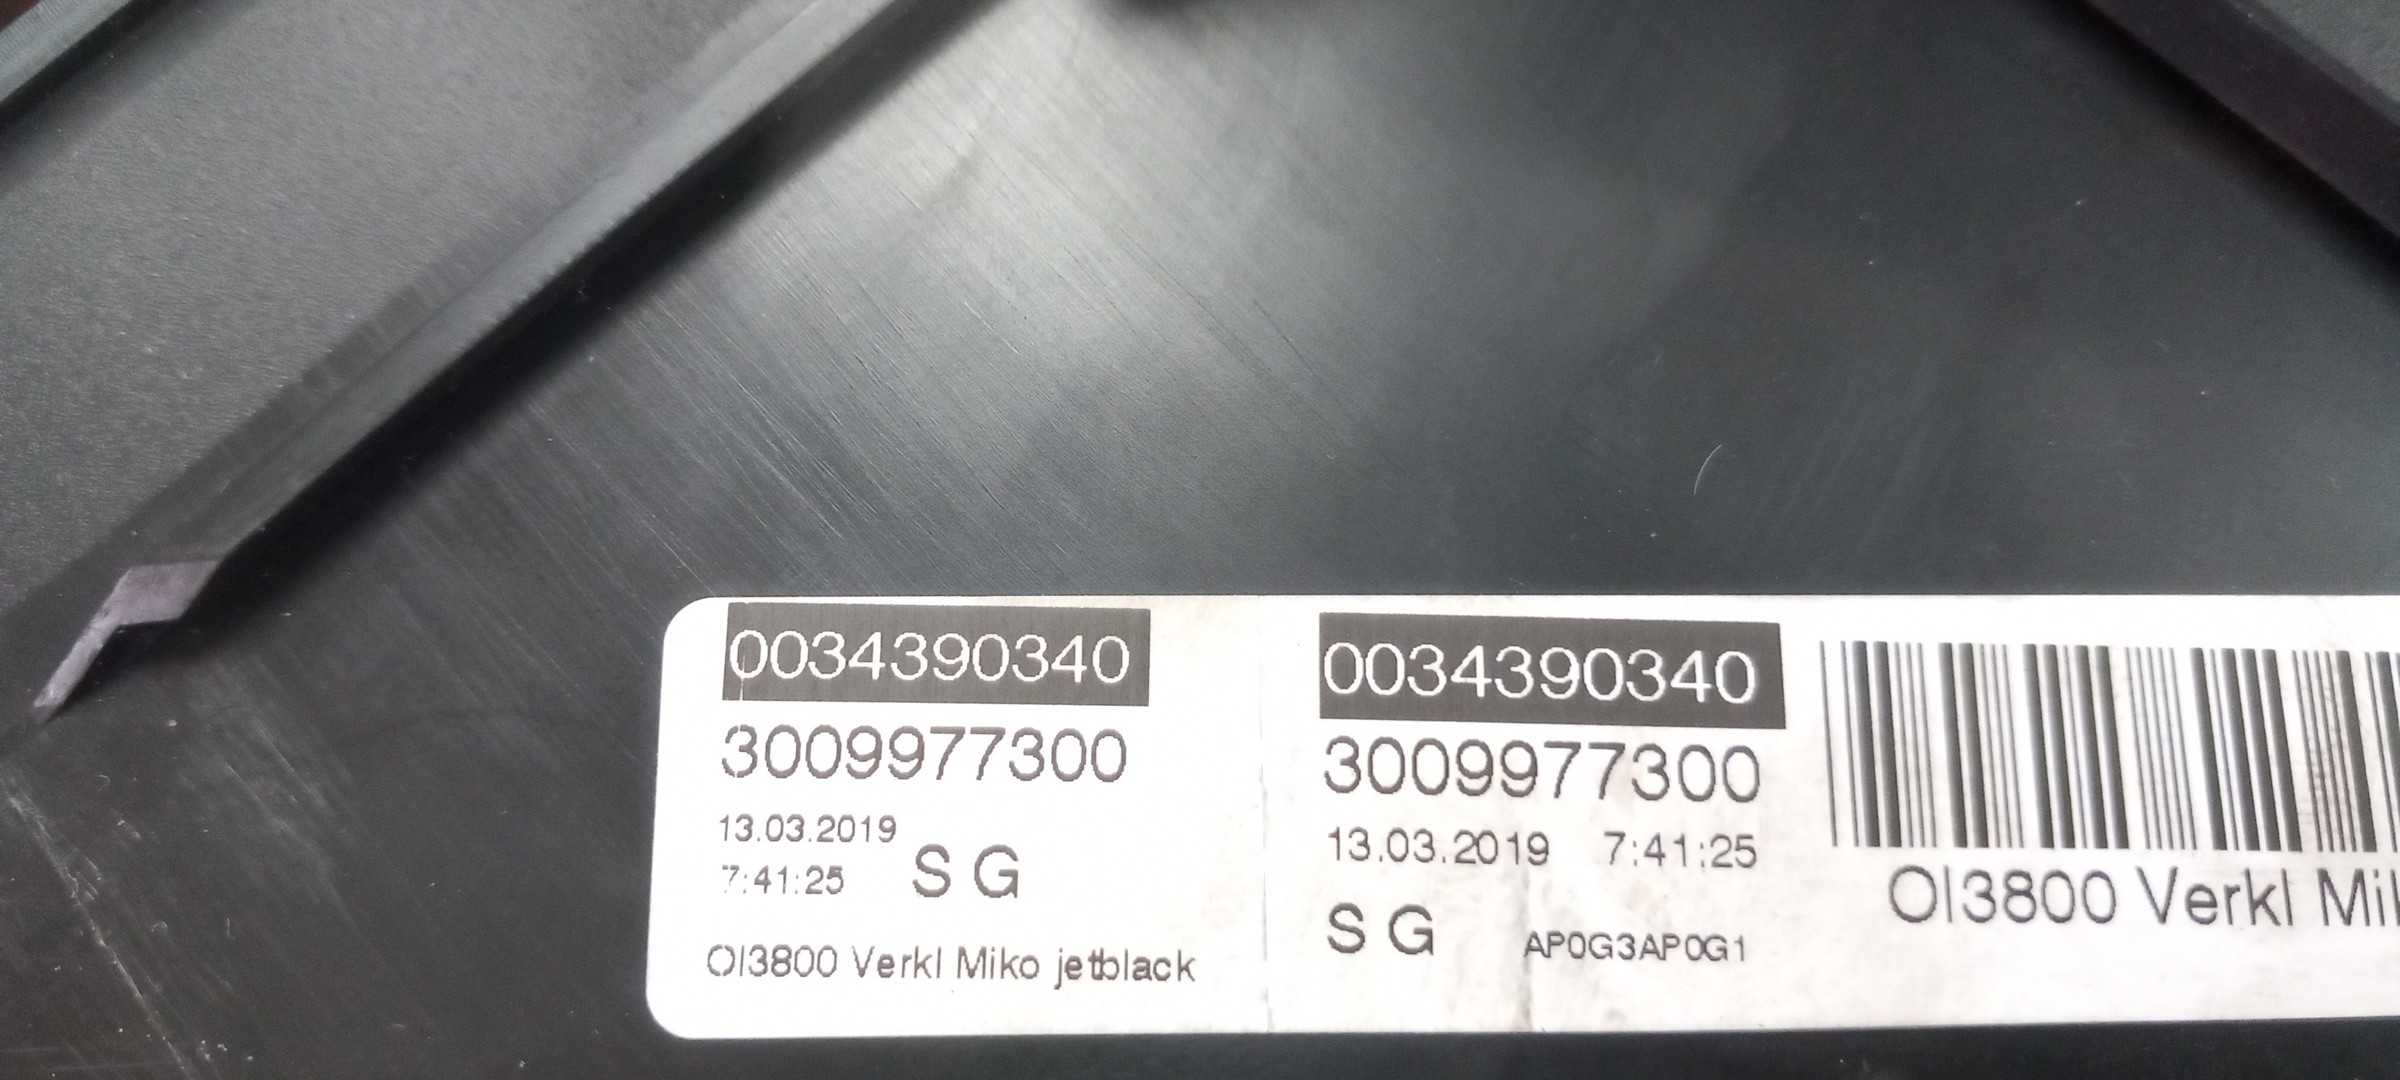 0034390340
3009977300
13.03.2019
7:41:25 S G
OI3800 Verkl Miko jetblack
0034390340
3009977300
13.03.2019 7:41:25
S G AP0G3AP0G1
OI3800 Verkl